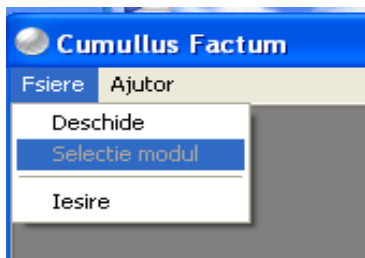 Cumullus Factum
Fsiere Ajutor
Deschide
Selectie modul
Iesire